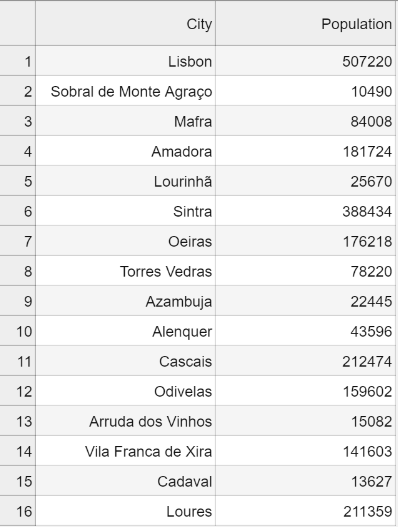 City Population
1 Lisbon 507220
2 Sobral de Monte Agraço 10490
3 Mafra 84008
4 Amadora 181724
5 Lourinhã 25670
6 Sintra 388434
7 Oeiras 176218
8 Torres Vedras 78220
9 Azambuja 22445
10 Alenquer 43596
11 Cascais 212474
12 Odivelas 159602
13 Arruda dos Vinhos 15082
14 Vila Franca de Xira 141603
15 Cadaval 13627
16 Loures 211359